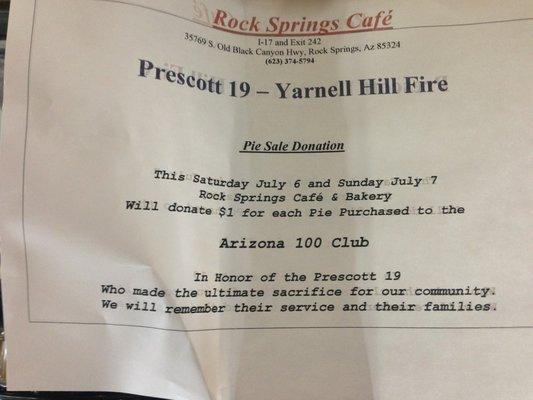 Rock Springs Café
I-17 and Exit 242
35769 S. Old Black Canyon Hwy, Rock Springs, Az 85324
(623) 374-5794
Prescott 19 – Yarnell Hill Fire
Pie Sale Donation
This Saturday July 6 and Sunday July 7
Rock Springs Café & Bakery
Will donate $1 for each Pie Purchased to the
Arizona 100 Club
In Honor of the Prescott 19
Who made the ultimate sacrifice for our community.
We will remember their service and their families.